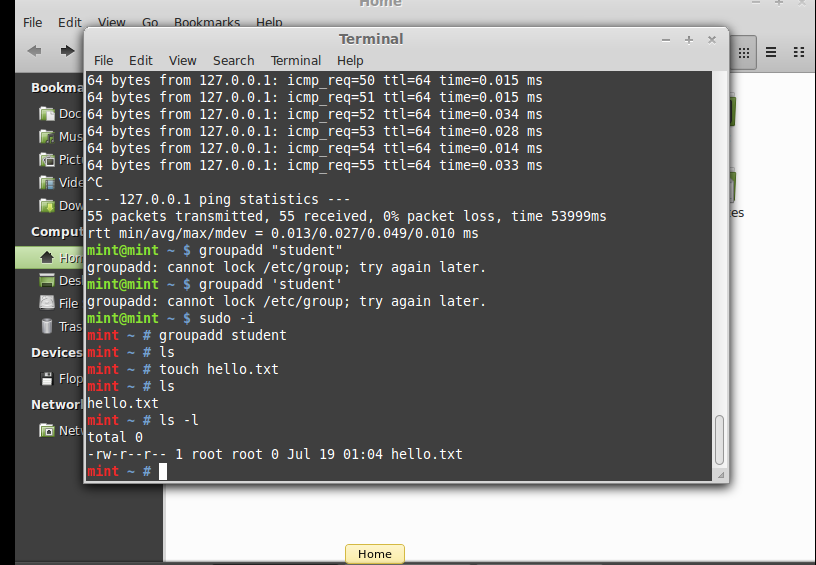 Home
File Edit View Go Bookmarks Help
Terminal
File Edit View Search Terminal Help
64 bytes from 127.0.0.1: icmp_req=50 ttl=64 time=0.015 ms
64 bytes from 127.0.0.1: icmp_req=51 ttl=64 time=0.015 ms
64 bytes from 127.0.0.1: icmp_req=52 ttl=64 time=0.034 ms
64 bytes from 127.0.0.1: icmp_req=53 ttl=64 time=0.028 ms
64 bytes from 127.0.0.1: icmp_req=54 ttl=64 time=0.014 ms
64 bytes from 127.0.0.1: icmp_req=55 ttl=64 time=0.033 ms
^C
--- 127.0.0.1 ping statistics ---
55 packets transmitted, 55 received, 0% packet loss, time 53999ms
rtt min/avg/max/mdev = 0.013/0.027/0.049/0.010 ms
mint@mint ~ $ groupadd "student"
groupadd: cannot lock /etc/group; try again later.
mint@mint ~ $ groupadd 'student'
groupadd: cannot lock /etc/group; try again later.
mint@mint ~ $ sudo -i
mint ~ # groupadd student
mint ~ # ls
mint ~ # touch hello.txt
mint ~ # ls
hello.txt
mint ~ # ls -l
total 0
-rw-r--r-- 1 root root 0 Jul 19 01:04 hello.txt
mint ~ #
Bookma
Doc
Mus
Pict
Vide
Dow
Comput
Hom
Des
File
Tras
Devices
Flop
Networ
Net
es
Home